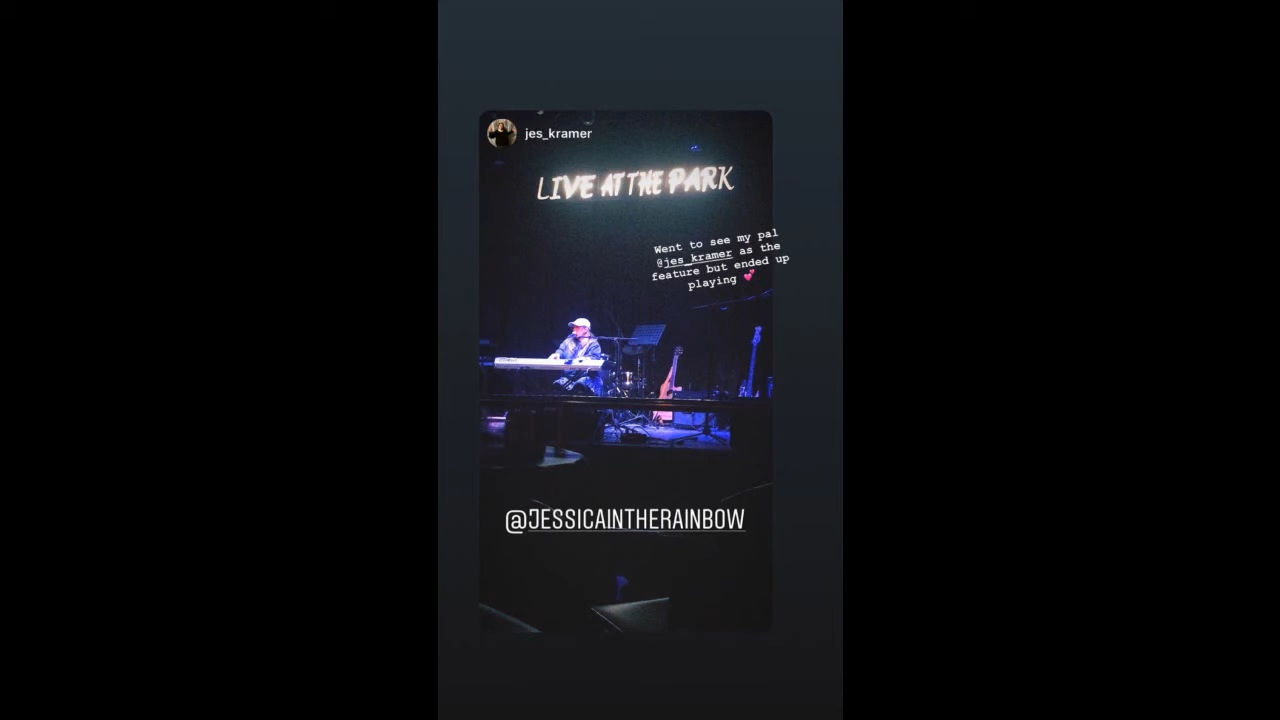 jes_kramer
LIVE AT THE PARK
Went to see my pal
@jes_kramer as the
feature but ended up
playing 💕
@JESSICAINTHERAINBOW